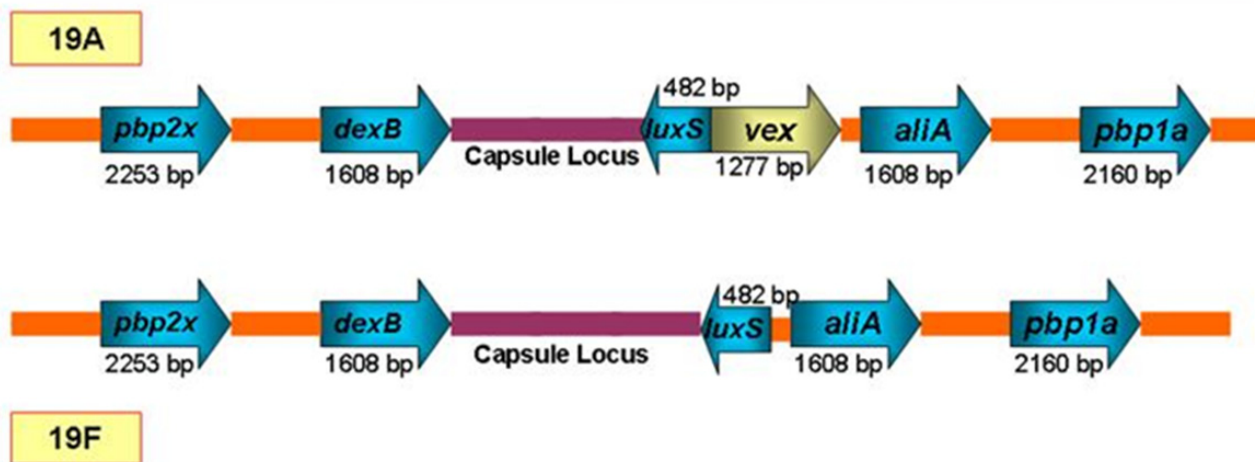 19A
482 bp
pbp2x dexB luxS vex aliA pbp1a
Capsule Locus
2253 bp 1608 bp 1277 bp 1608 bp 2160 bp
482 bp
pbp2x dexB luxS aliA pbp1a
Capsule Locus
2253 bp 1608 bp 1608 bp 2160 bp
19F